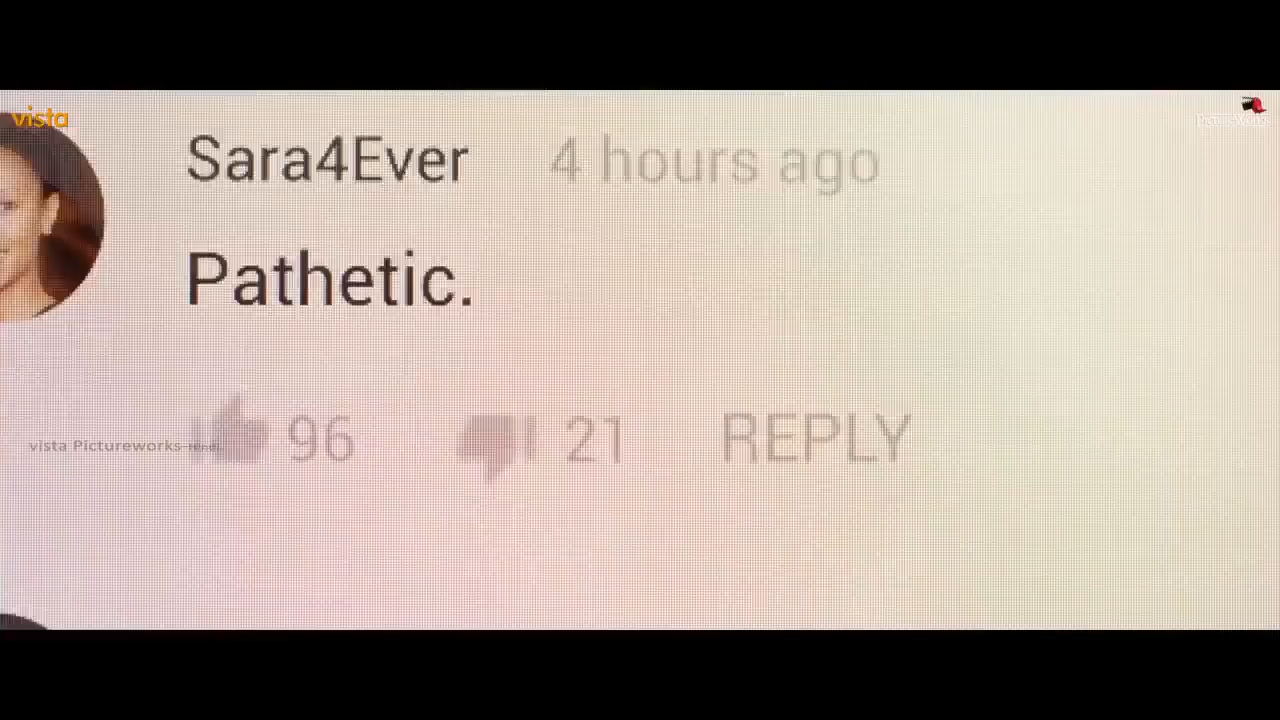 vista
Sara4Ever 4 hours ago
Pathetic.
96 21 REPLY
vista Pictureworks